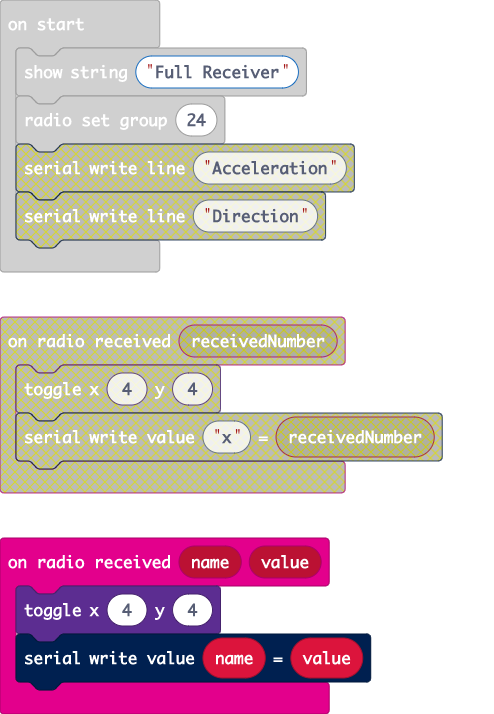 on start
show string "Full Receiver"
radio set group 24
serial write line "Acceleration"
serial write line "Direction"
on radio received receivedNumber
toggle x 4 y 4
serial write value "x" = receivedNumber
on radio received name value
toggle x 4 y 4
serial write value name = value